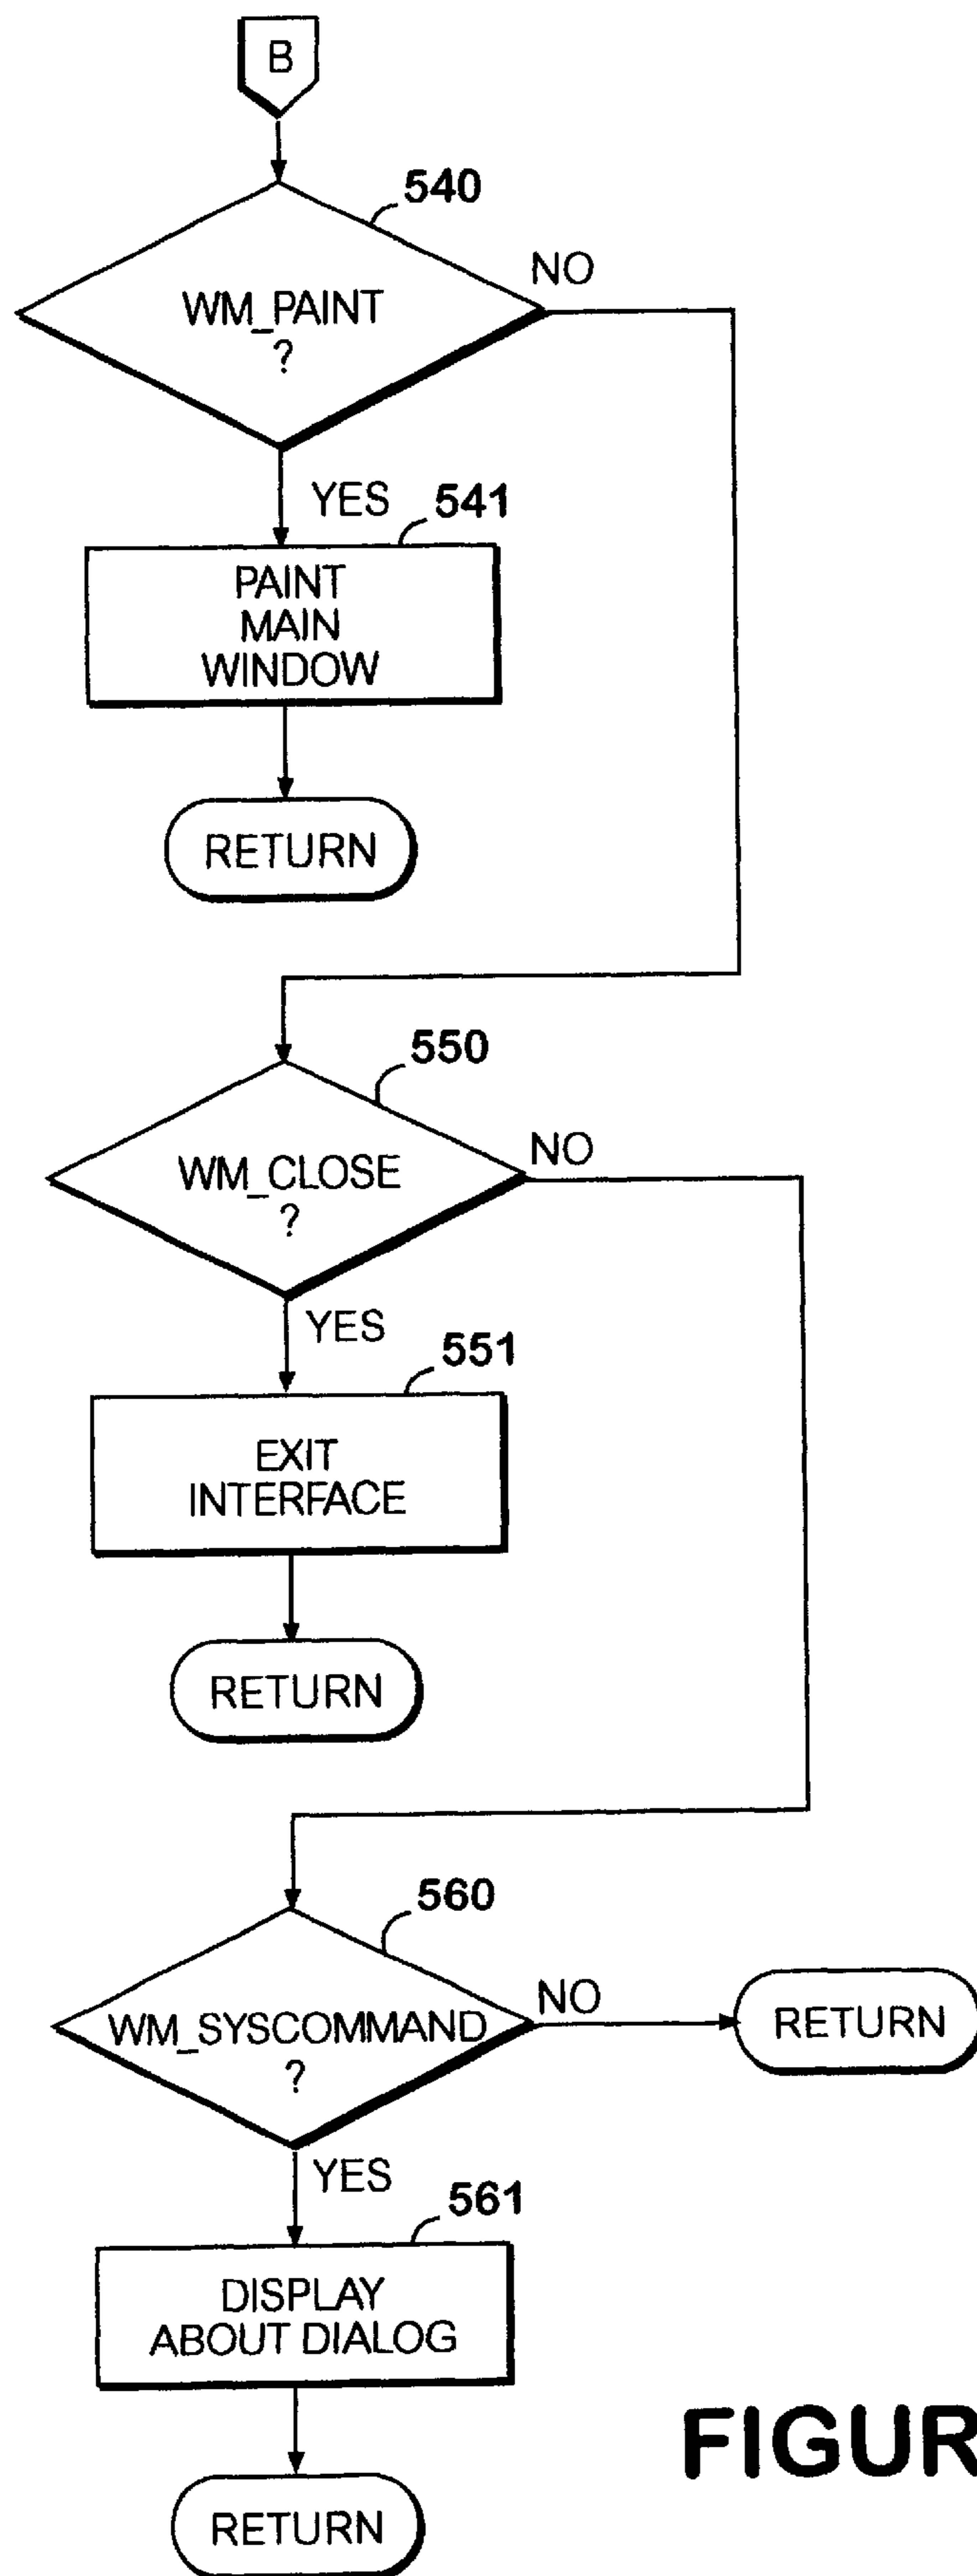 B
540
WM_PAINT
?
NO
YES
541
PAINT
MAIN
WINDOW
RETURN
550
WM_CLOSE
?
NO
YES
551
EXIT
INTERFACE
RETURN
560
WM_SYSCOMMAND
?
NO
RETURN
YES
561
DISPLAY
ABOUT DIALOG
RETURN
FIGUR